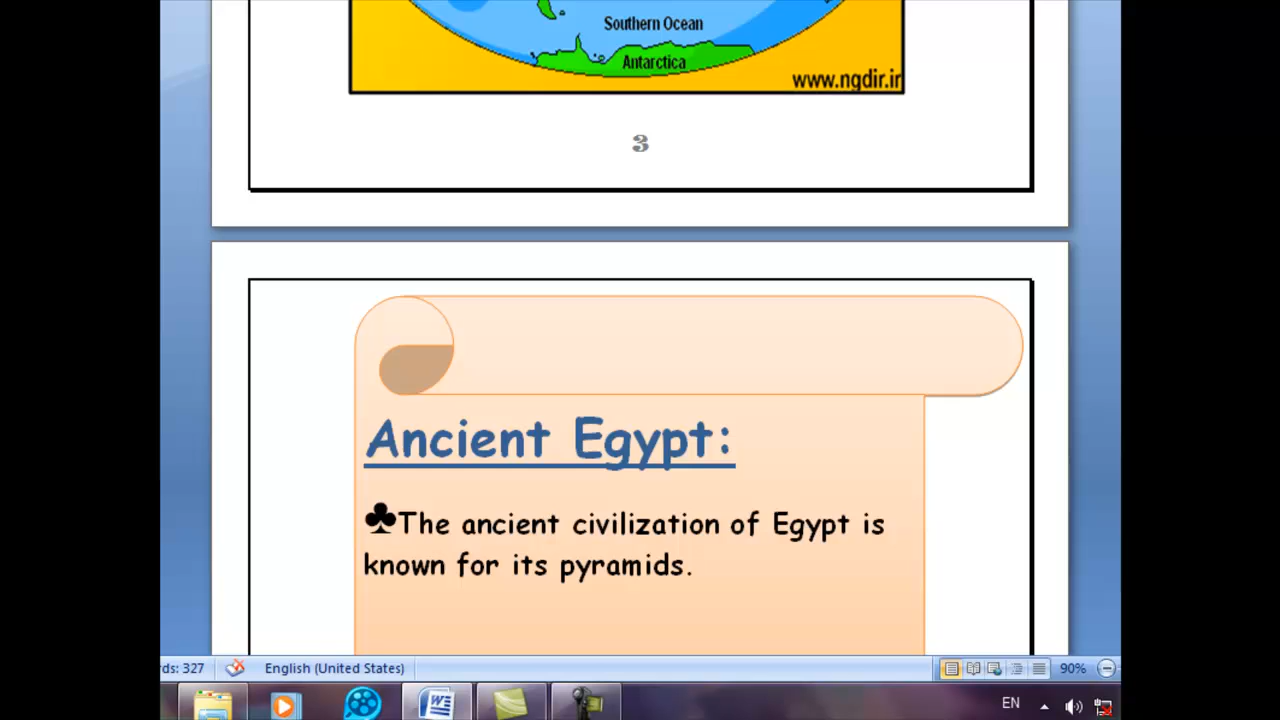 Southern Ocean
Antarctica
www.ngdir.ir
3
Ancient Egypt:
♣The ancient civilization of Egypt is
known for its pyramids.
ds: 327
English (United States)
90%
EN